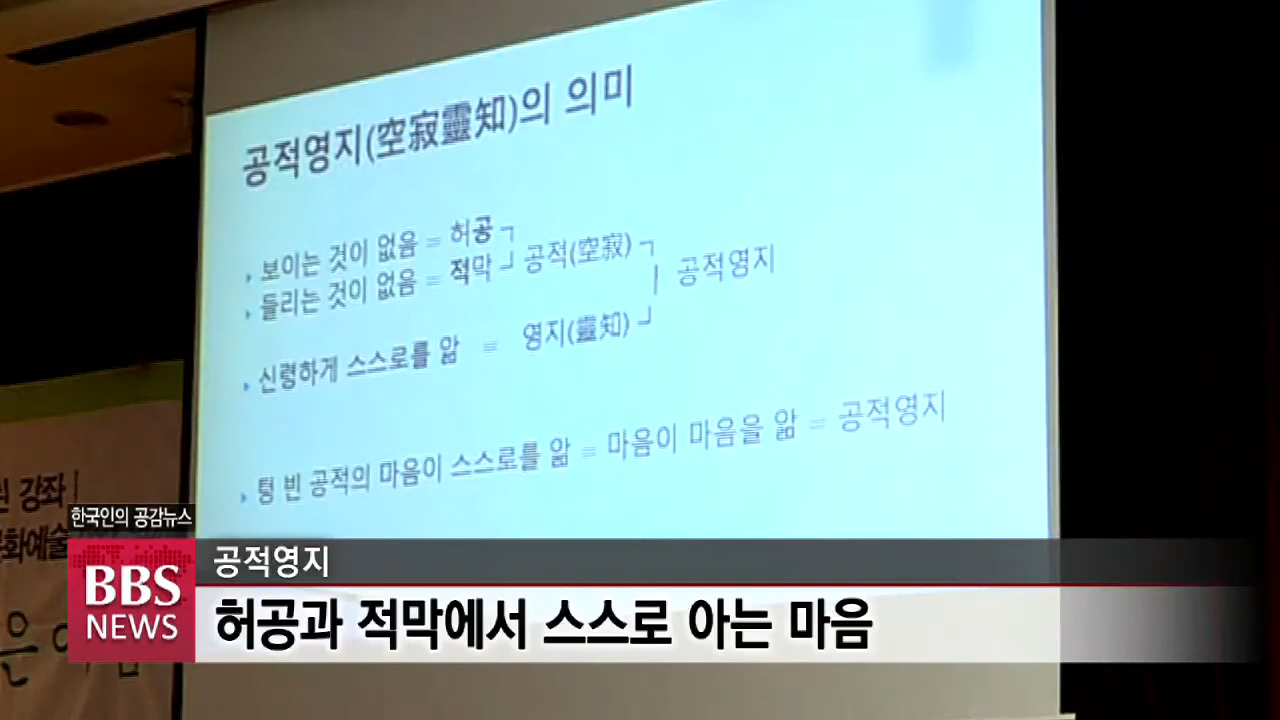 공적영지(空寂靈知)의 의미
보이는 것이 없음 = 허공 ㄱ
들리는 것이 없음 = 적막 ㅢ 공적(空寂) ㄱ
| 공적영지
신령하게 스스로를 앎 = 영지(靈知) ㅢ
텅 빈 공적의 마음이 스스로를 앎 = 마음이 마음을 앎 = 공적영지
강좌
화예술
은
한국인의 공감뉴스
BBS
NEWS
공적영지
허공과 적막에서 스스로 아는 마음